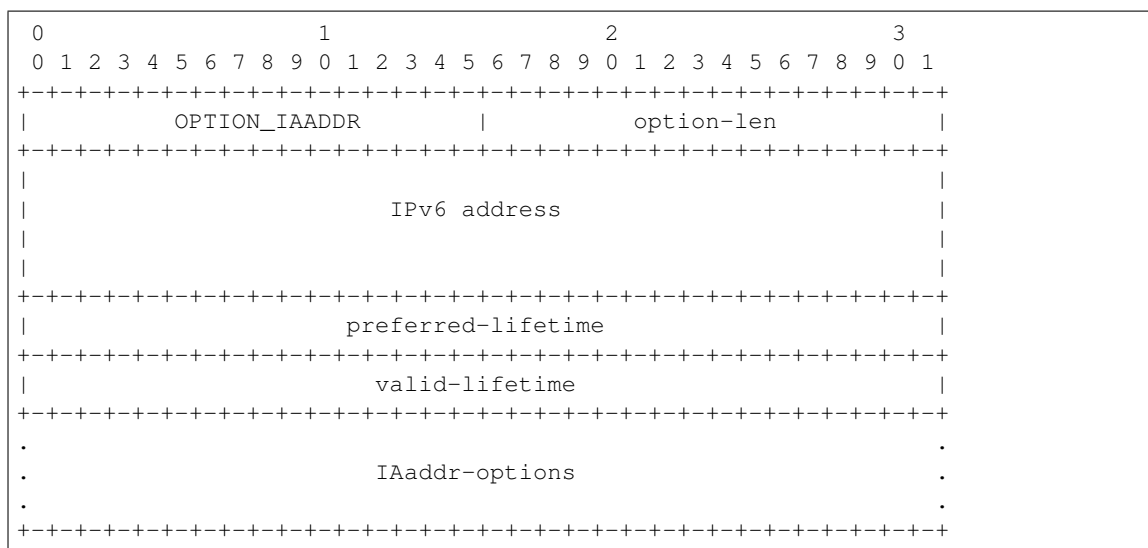 0                   1                   2                   3
 0 1 2 3 4 5 6 7 8 9 0 1 2 3 4 5 6 7 8 9 0 1 2 3 4 5 6 7 8 9 0 1
+-+-+-+-+-+-+-+-+-+-+-+-+-+-+-+-+-+-+-+-+-+-+-+-+-+-+-+-+-+-+-+-+
|          OPTION_IAADDR        |          option-len           |
+-+-+-+-+-+-+-+-+-+-+-+-+-+-+-+-+-+-+-+-+-+-+-+-+-+-+-+-+-+-+-+-+
|                                                               |
|                         IPv6 address                          |
|                                                               |
|                                                               |
+-+-+-+-+-+-+-+-+-+-+-+-+-+-+-+-+-+-+-+-+-+-+-+-+-+-+-+-+-+-+-+-+
|                      preferred-lifetime                       |
+-+-+-+-+-+-+-+-+-+-+-+-+-+-+-+-+-+-+-+-+-+-+-+-+-+-+-+-+-+-+-+-+
|                        valid-lifetime                         |
+-+-+-+-+-+-+-+-+-+-+-+-+-+-+-+-+-+-+-+-+-+-+-+-+-+-+-+-+-+-+-+-+
.                                                               .
.                        IAaddr-options                         .
.                                                               .
+-+-+-+-+-+-+-+-+-+-+-+-+-+-+-+-+-+-+-+-+-+-+-+-+-+-+-+-+-+-+-+-+